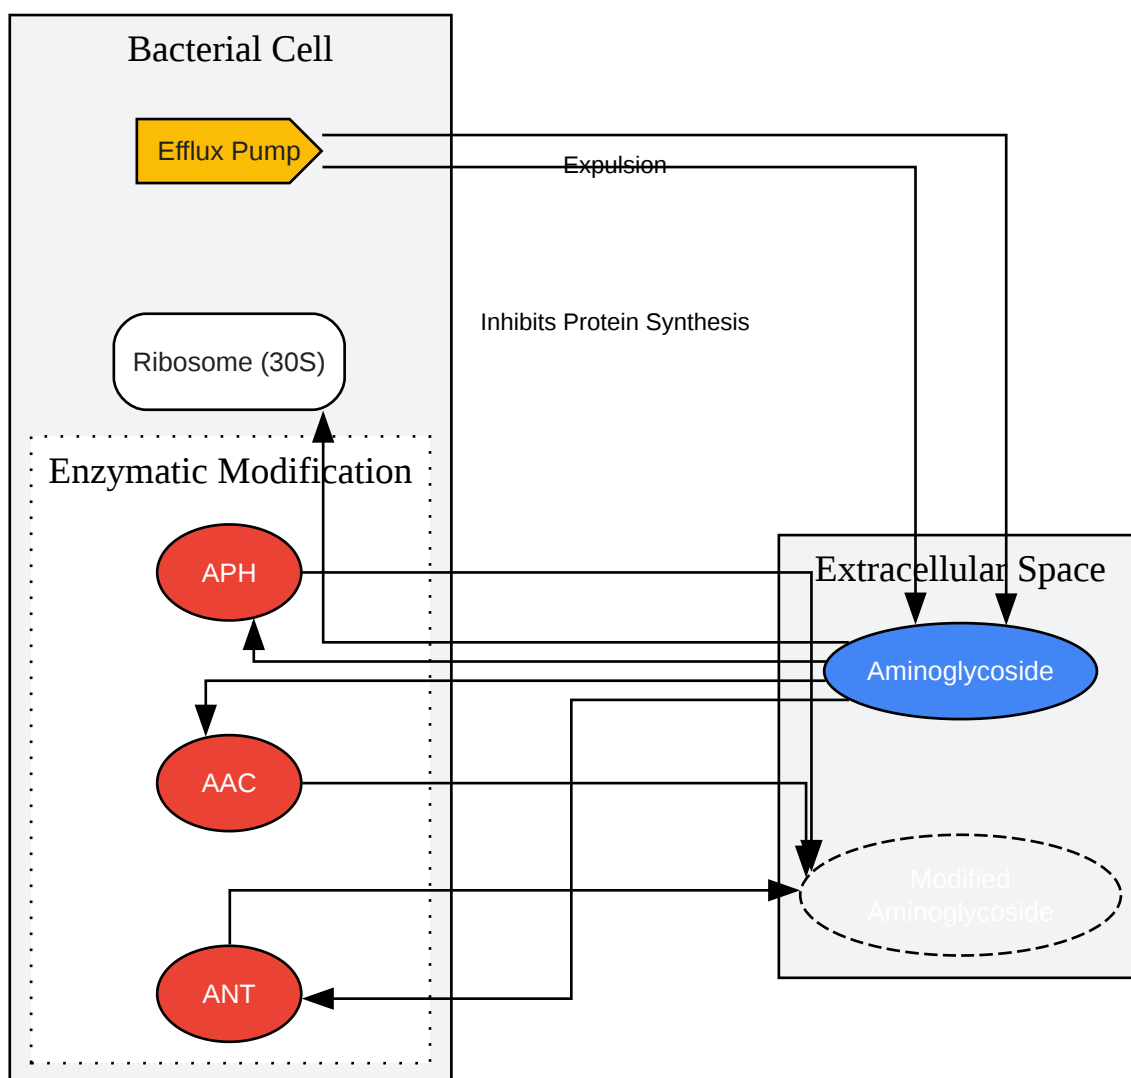 Bacterial Cell
Efflux Pump
Expulsion
Inhibits Protein Synthesis
Ribosome (30S)
Enzymatic Modification
APH
Extracellular Space
Aminoglycoside
AAC
Modified
Aminoglycoside
ANT